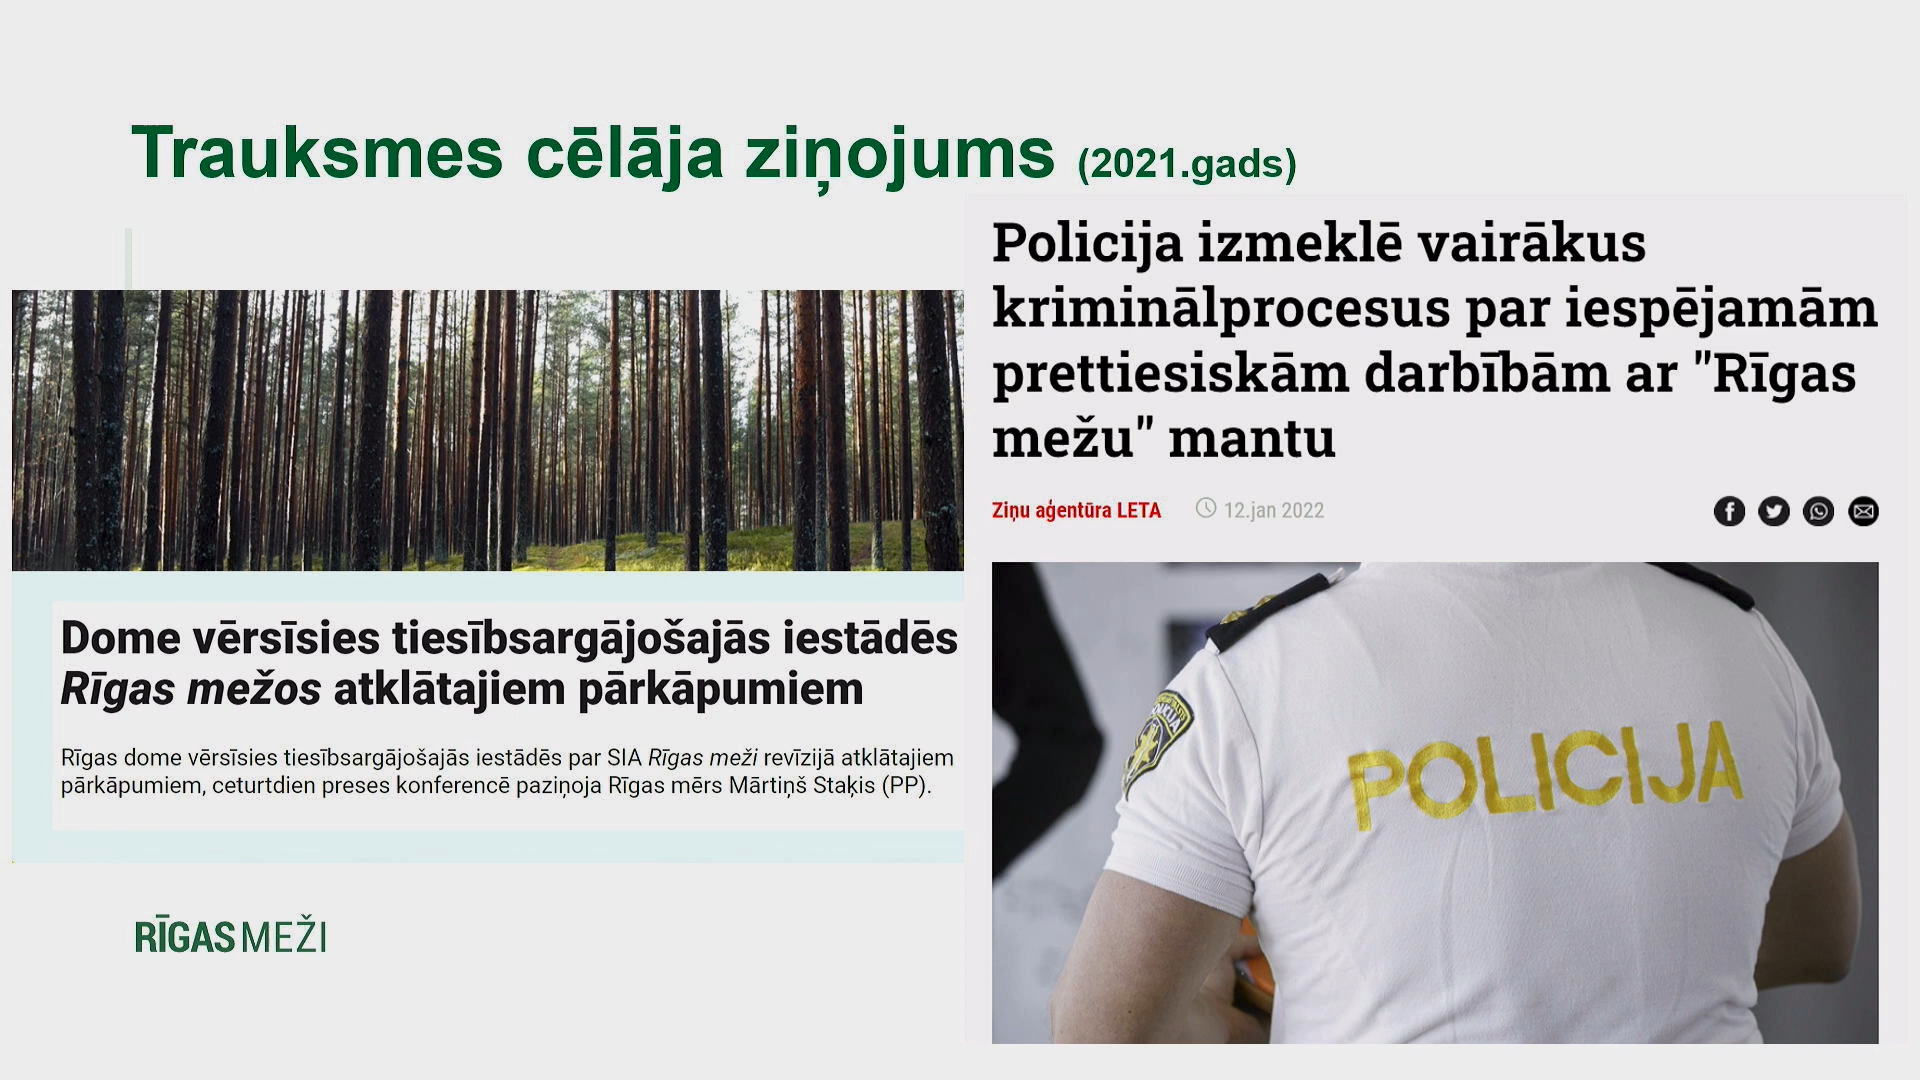 Trauksmes cēlāja ziņojums (2021.gads)
Dome vērsīsies tiesībsargājošajās iestādēs
Rīgas mežos atklātajiem pārkāpumiem
Rīgas dome vērsīsies tiesībsargājošajās iestādēs par SIA Rīgas meži revīzijā atklātajiem
pārkāpumiem, ceturtdien preses konferencē paziņoja Rīgas mērs Mārtiņš Staķis (PP).
RĪGAS MEŽI
Policija izmeklē vairākus
kriminālprocesus par iespējamām
prettiesiskām darbībām ar "Rīgas
mežu" mantu
Ziņu aģentūra LETA 12.jan 2022
POLICIJA